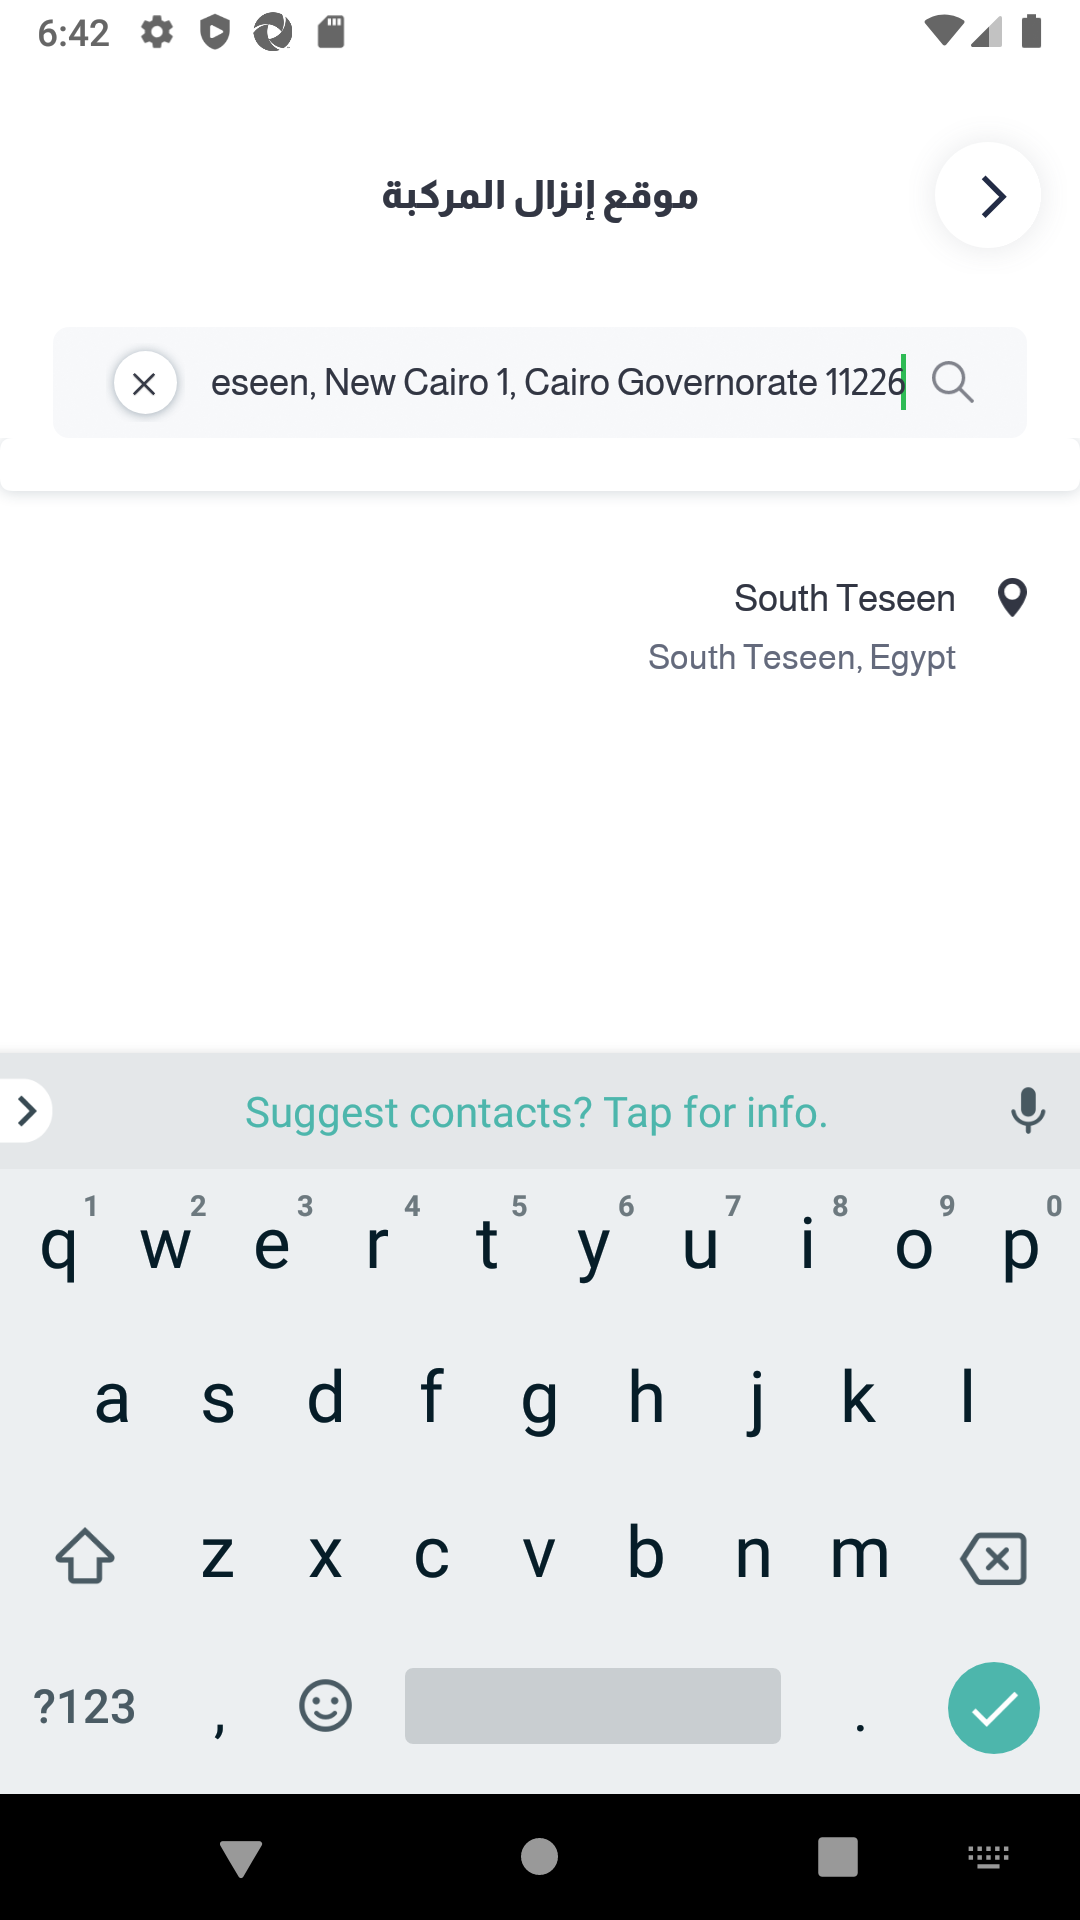 6:42
موقع إنزال المركبة
eseen, New Cairo 1, Cairo Governorate 11226
South Teseen
South Teseen, Egypt
Suggest contacts? Tap for info.
1 2 3 4 5 6 7 8 9 0
q w e r t y u i o p
a s d f g h j k l
z x c v b n m
?123 , .